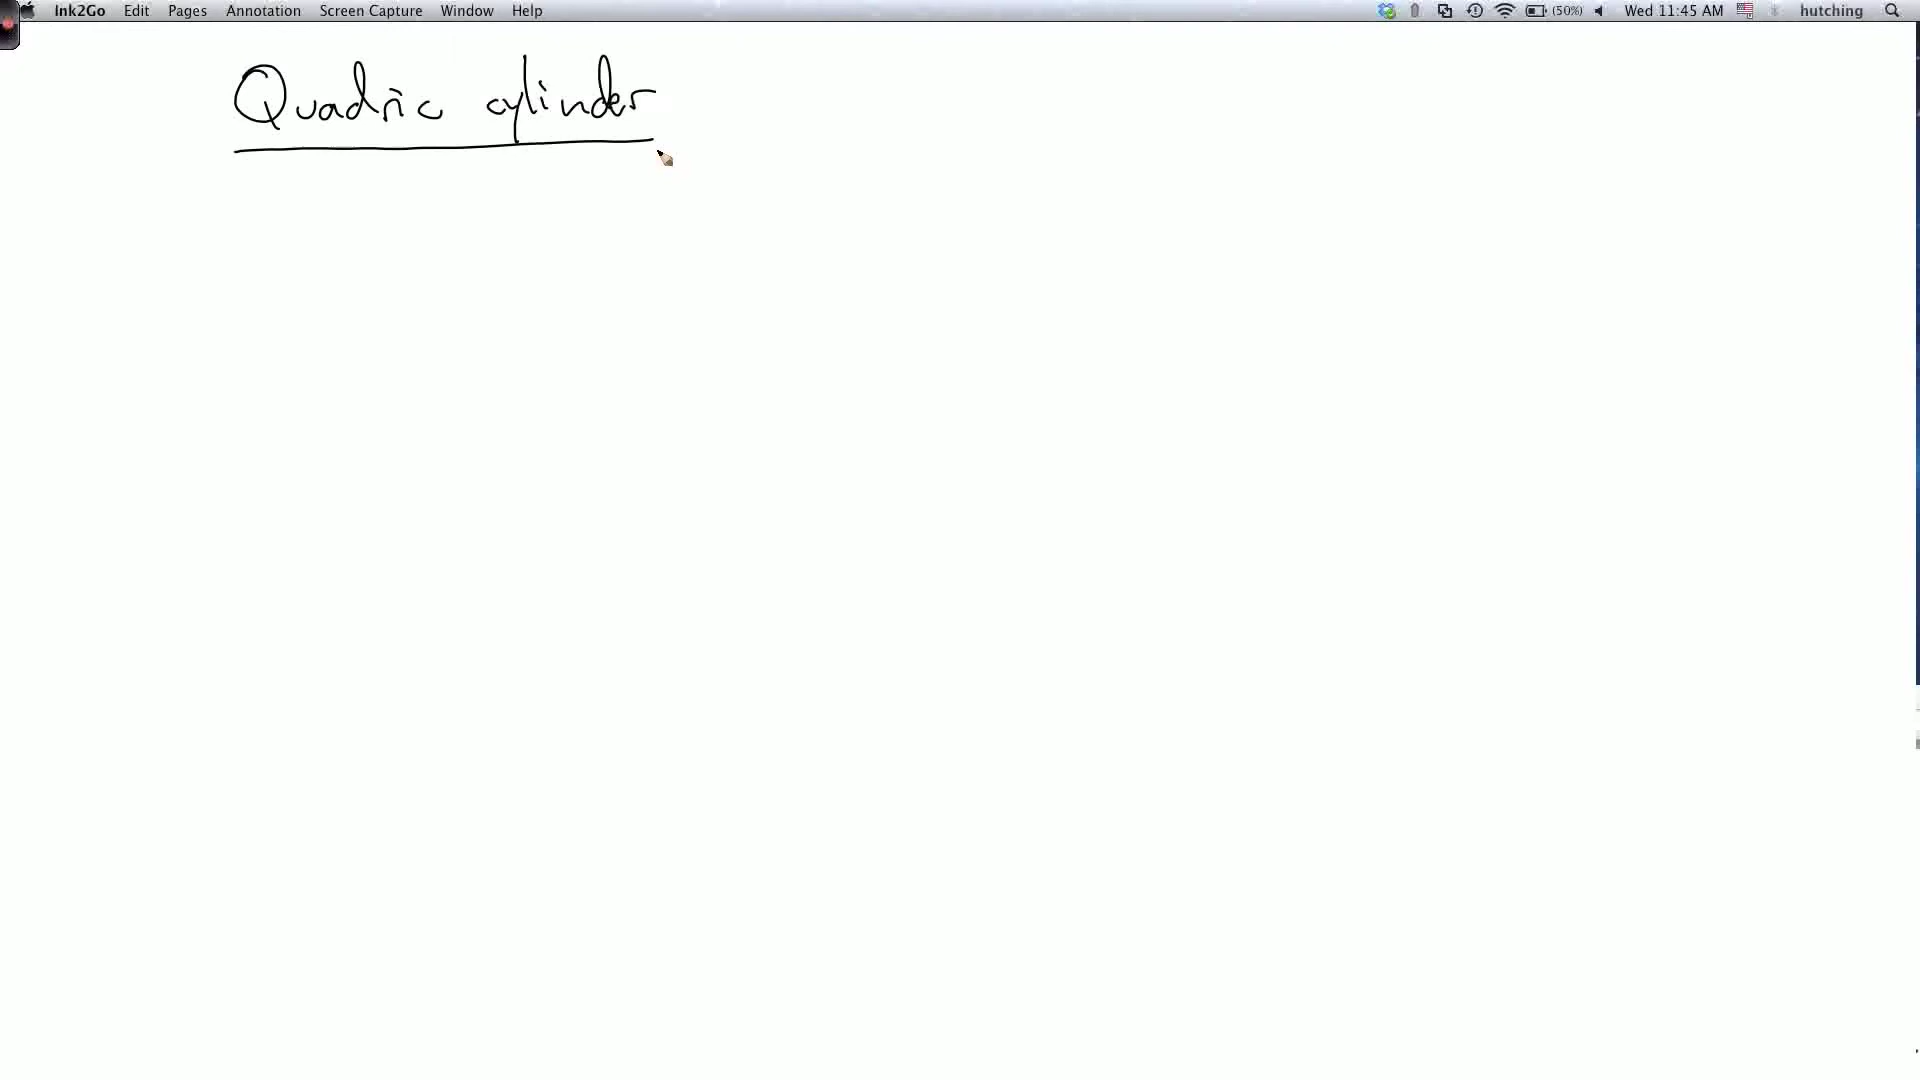 Ink2Go Edit Pages Annotation Screen Capture Window Help (50%) Wed 11:45 AM hutching
Quadric cylinder